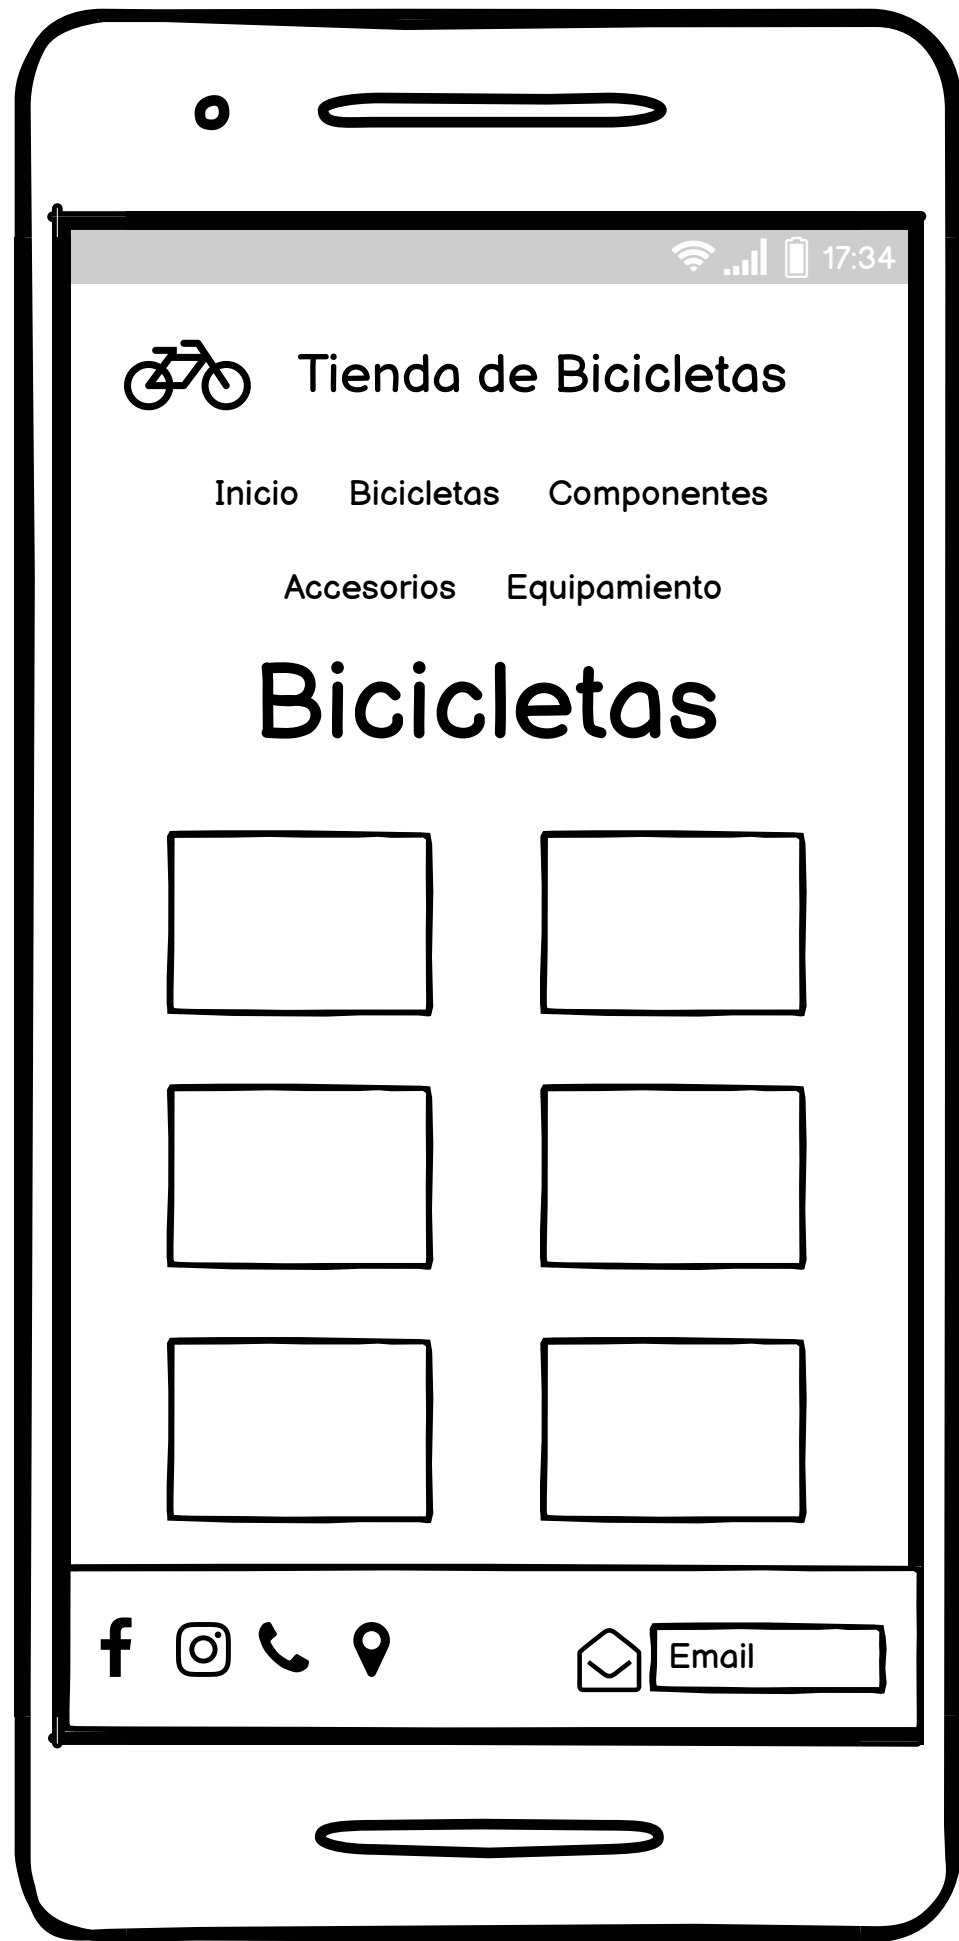 17:34
Tienda de Bicicletas
Inicio Bicicletas Componentes
Accesorios Equipamiento
Bicicletas
Email